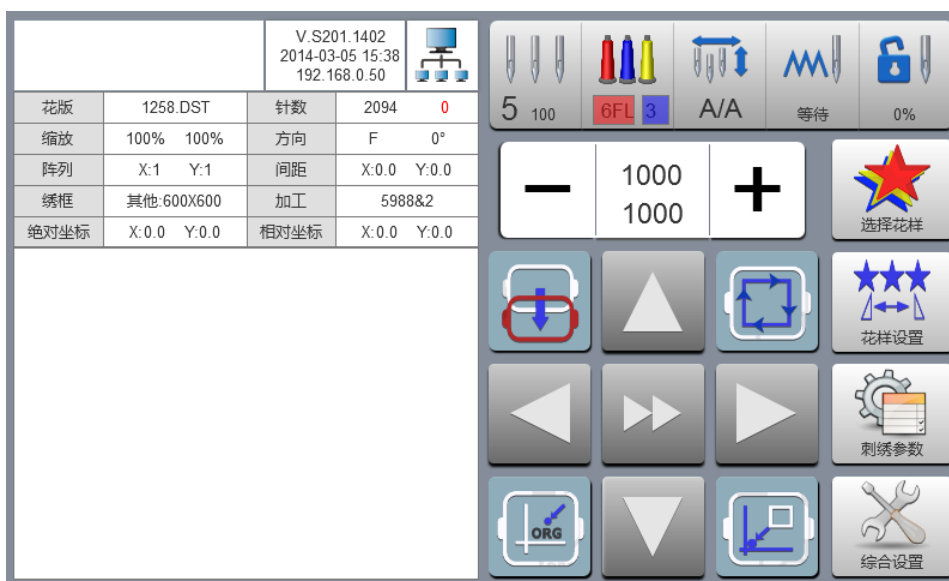 V.S201.1402
2014-03-05 15:38
192.168.0.50
花版 1258.DST 针数 2094 0
缩放 100% 100% 方向 F 0°
阵列 X:1 Y:1 间距 X:0.0 Y:0.0
绣框 其他:600X600 加工 5988&2
绝对坐标 X:0.0 Y:0.0 相对坐标 X:0.0 Y:0.0
5 100
6FL 3
A/A
等待
0%
1000
1000
选择花样
花样设置
刺绣参数
ORG
综合设置